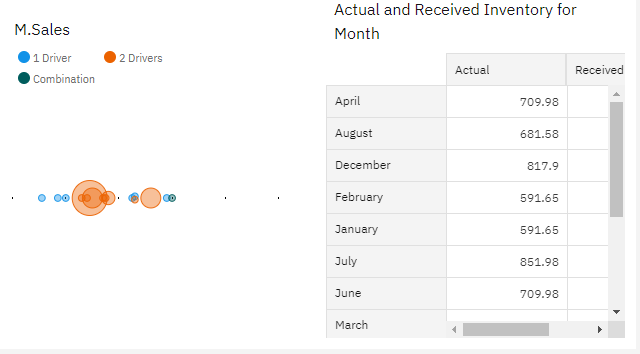 M.Sales
1 Driver
2 Drivers
Combination
Actual and Received Inventory for
Month
Actual Received
April 709.98
August 681.58
December 817.9
February 591.65
January 591.65
July 851.98
June 709.98
March